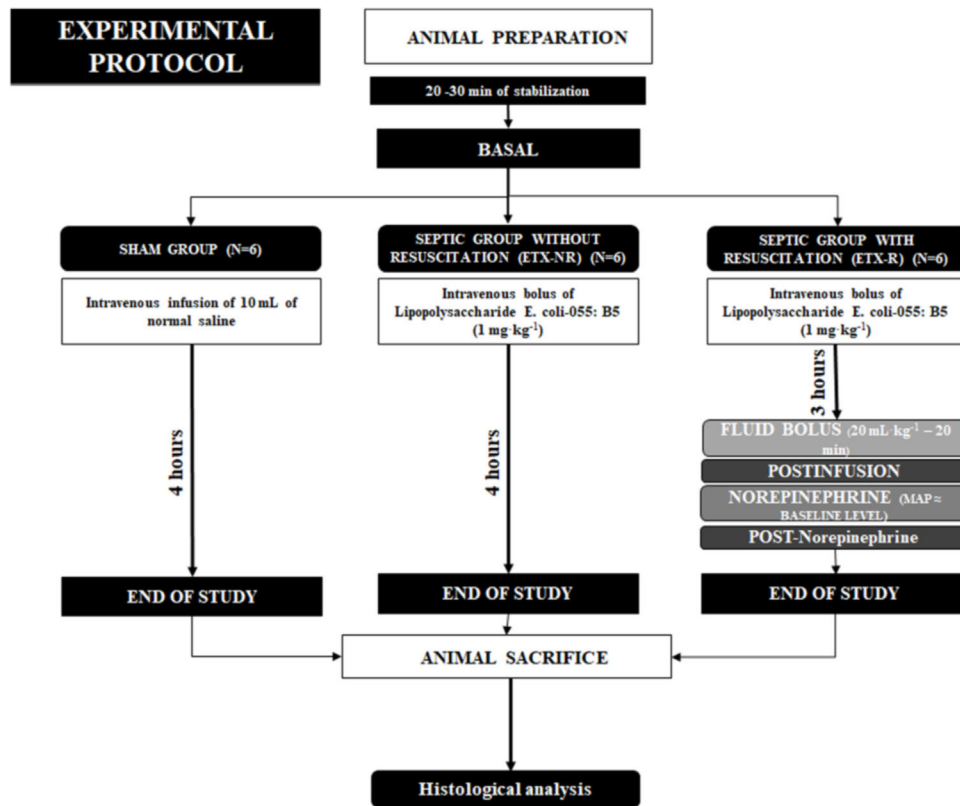 EXPERIMENTAL
PROTOCOL
ANIMAL PREPARATION
20 -30 min of stabilization
BASAL
SHAM GROUP (N=6)
Intravenous infusion of 10 mL of
normal saline
4 hours
END OF STUDY
SEPTIC GROUP WITHOUT
RESUSCITATION (ETX-NR) (N=6)
Intravenous bolus of
Lipopolysaccharide E. coli-055: B5
(1 mg·kg⁻¹)
4 hours
END OF STUDY
SEPTIC GROUP WITH
RESUSCITATION (ETX-R) (N=6)
Intravenous bolus of
Lipopolysaccharide E. coli-055: B5
(1 mg·kg⁻¹)
3 hours
FLUID BOLUS (20 mL·kg⁻¹ – 20
min)
POSTINFUSION
NOREPINEPHRINE (MAP ≈
BASELINE LEVEL)
POST-Norepinephrine
END OF STUDY
ANIMAL SACRIFICE
Histological analysis